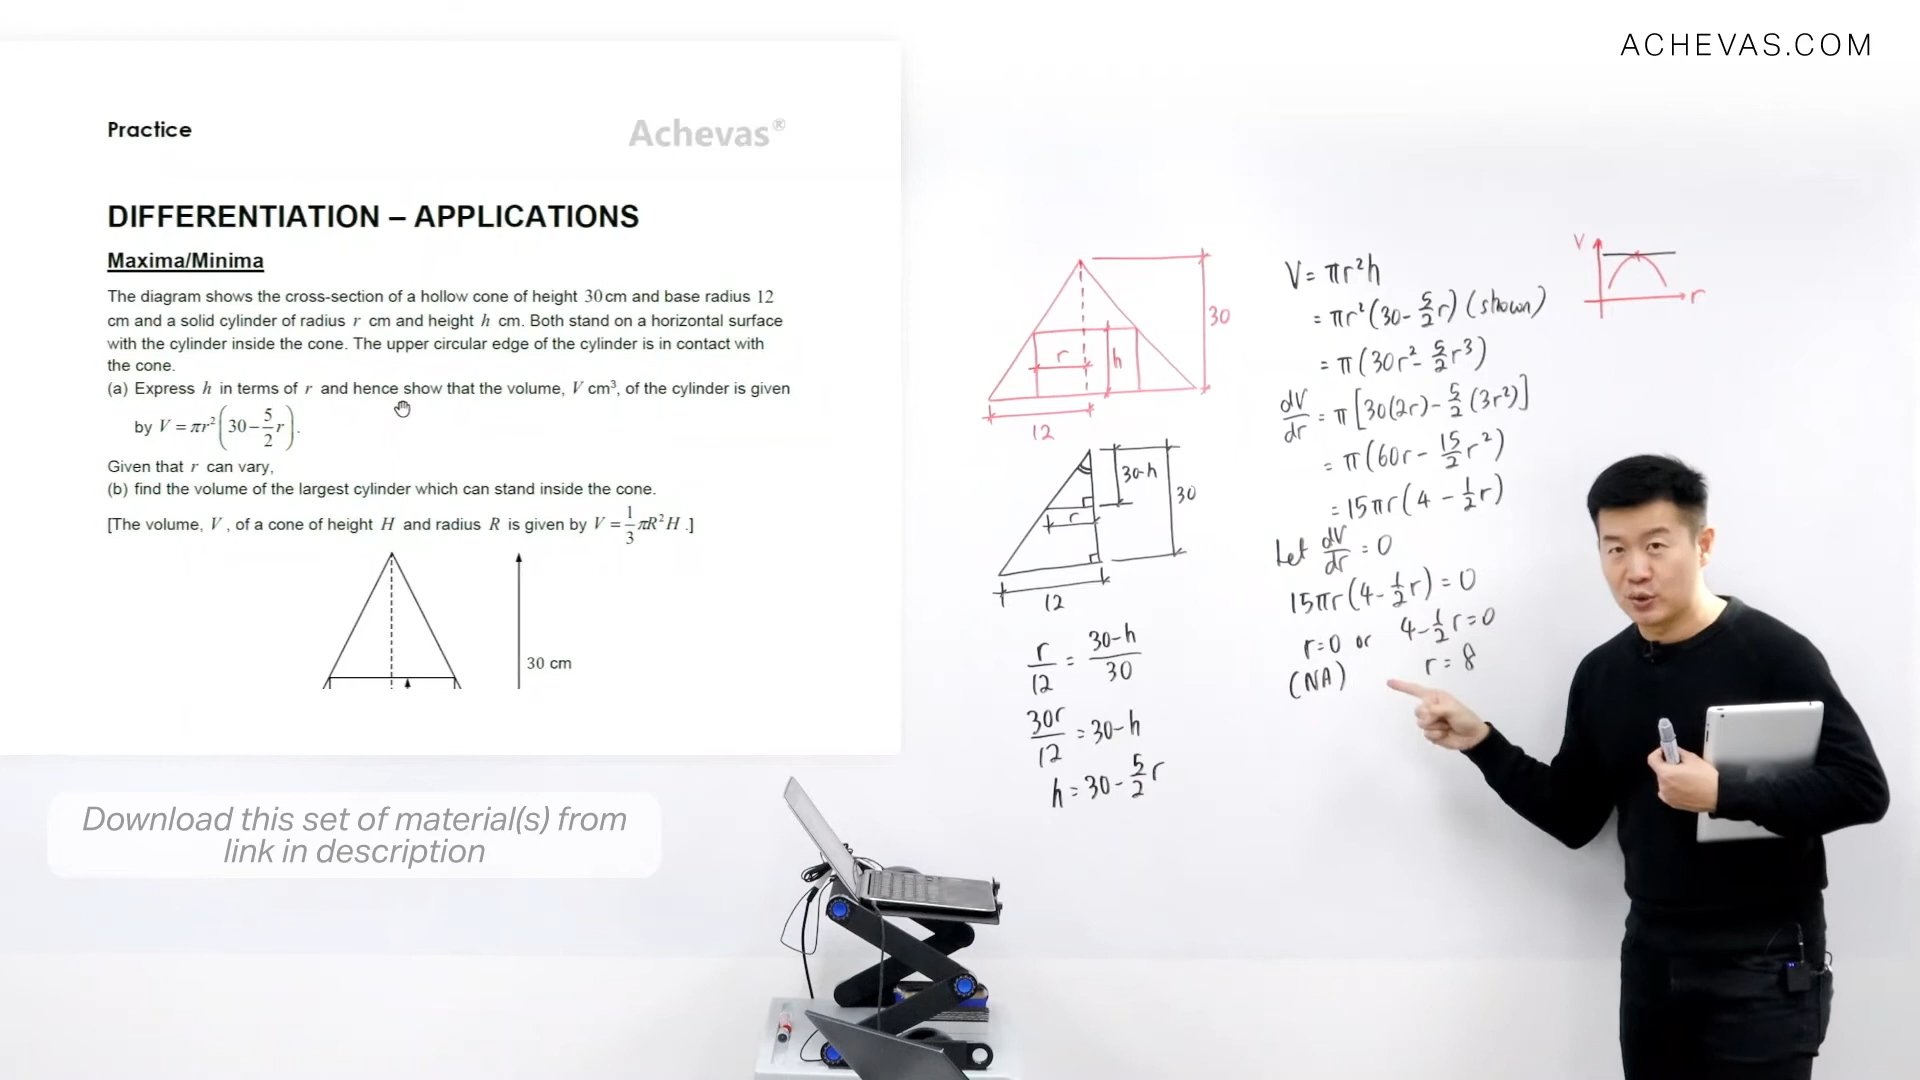 ACHEVAS.COM
Practice
Achevas®
DIFFERENTIATION – APPLICATIONS
Maxima/Minima
The diagram shows the cross-section of a hollow cone of height 30 cm and base radius 12
cm and a solid cylinder of radius r cm and height h cm. Both stand on a horizontal surface
with the cylinder inside the cone. The upper circular edge of the cylinder is in contact with
the cone.
(a) Express h in terms of r and hence show that the volume, V cm³, of the cylinder is given
by V = πr²(30 − 5/2 r).
Given that r can vary,
(b) find the volume of the largest cylinder which can stand inside the cone.
[The volume, V, of a cone of height H and radius R is given by V = 1/3 πR²H.]
30 cm
Download this set of material(s) from
link in description
30
r
h
12
30-h
30
r
12
r/12 = (30-h)/30
30r/12 = 30-h
h = 30 - 5/2 r
V = πr²h
= πr²(30 - 5/2 r) (shown)
= π(30r² - 5/2 r³)
dV/dr = π[30(2r) - 5/2 (3r²)]
= π(60r - 15/2 r²)
= 15πr(4 - 1/2 r)
Let dV/dr = 0
15πr(4 - 1/2 r) = 0
r=0 or 4 - 1/2 r = 0
(NA) r = 8
V
r